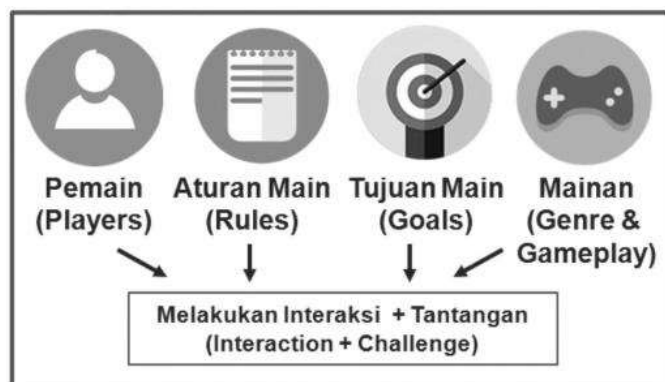 Pemain
(Players)
Aturan Main
(Rules)
Tujuan Main
(Goals)
Mainan
(Genre &
Gameplay)
Melakukan Interaksi + Tantangan
(Interaction + Challenge)